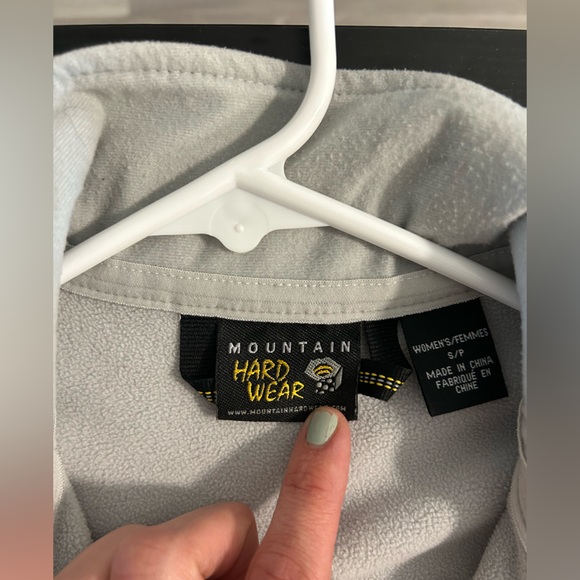 MOUNTAIN
HARD
WEAR
WOMEN'S/FEMMES
S/P
MADE IN CHINA
FABRIQUÉ EN
CHINE